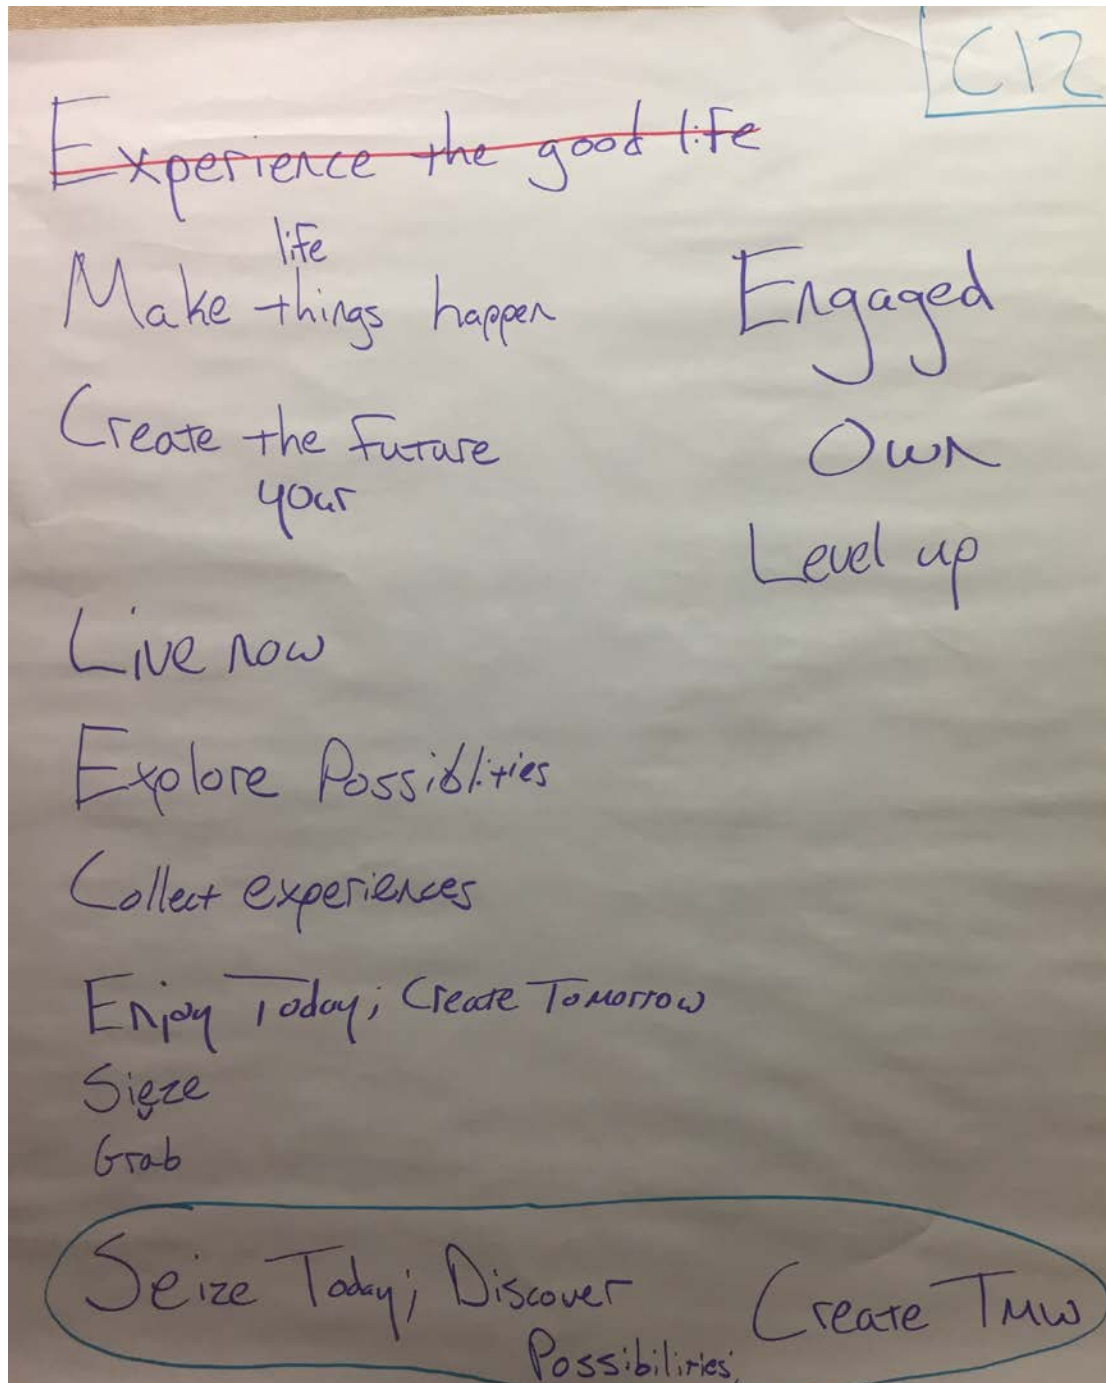 C12
Experience the good life
life
Make things happen
Create the Future
your
Live now
Explore Possiblities
Collect experiences
Enjoy Today; Create Tomorrow
Sieze
Grab
Engaged
Own
Level up
Seize Today; Discover Create TMW
Possibilities,